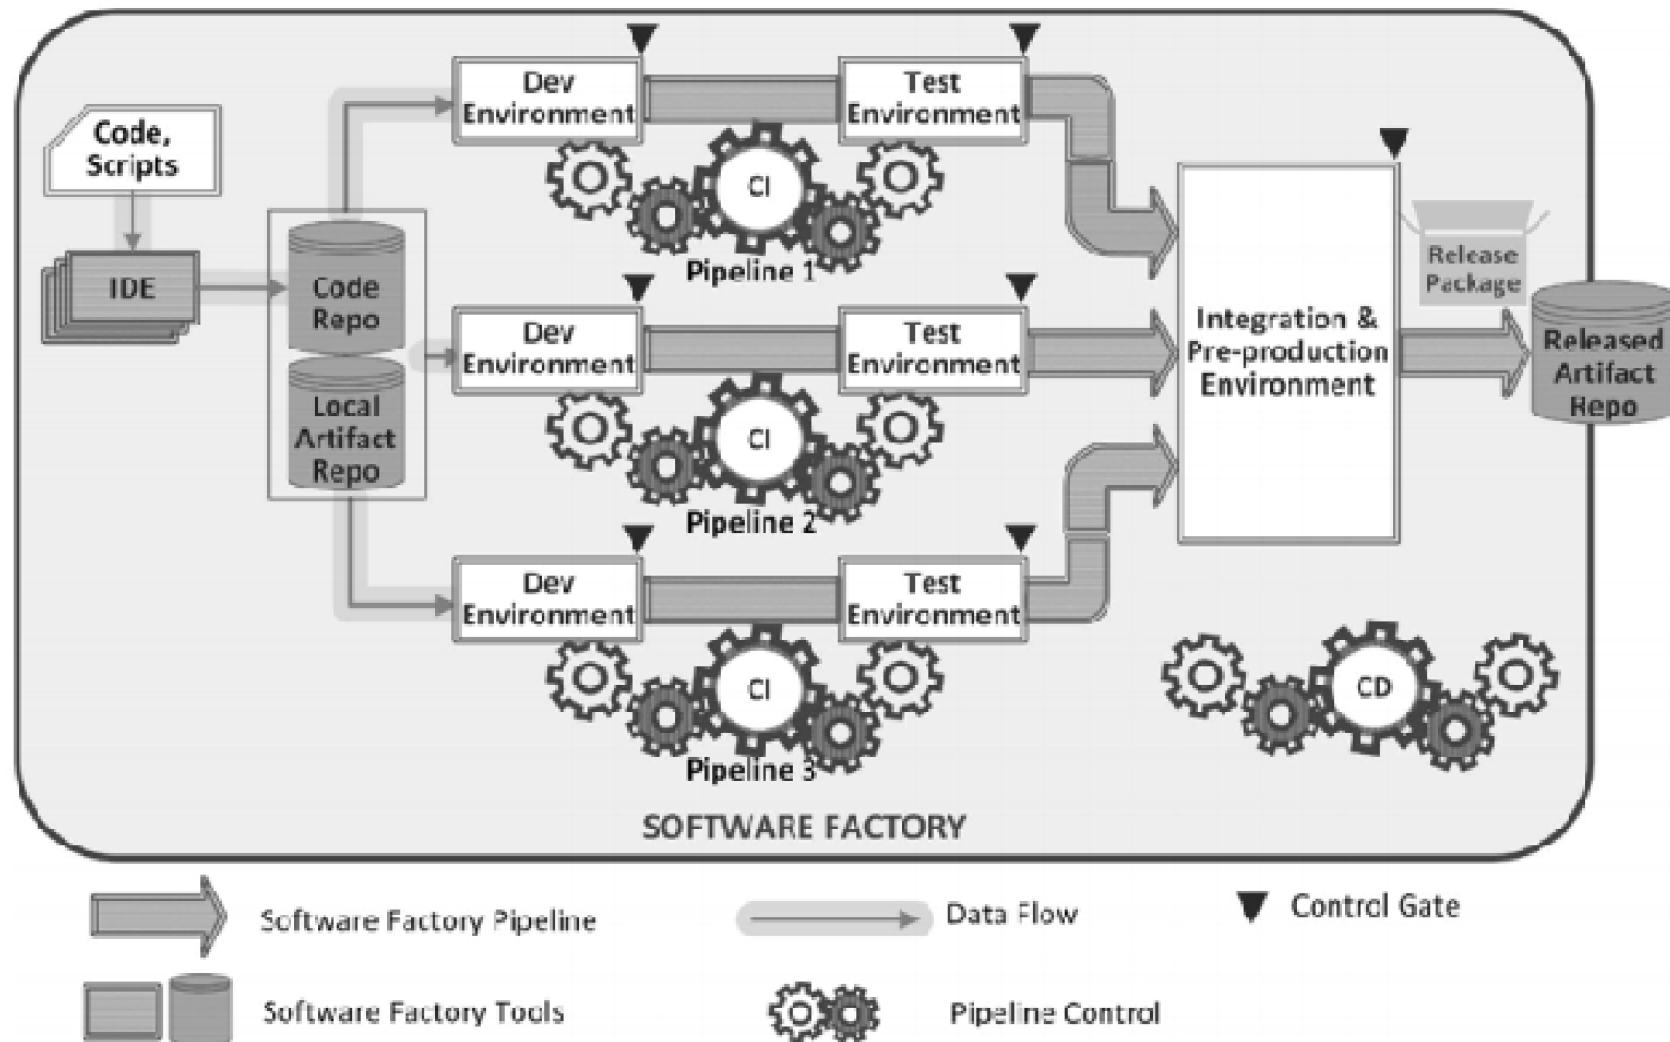 Code,
Scripts
IDE
Code
Repo
Local
Artifact
Repo
Dev
Environment
Test
Environment
CI
Pipeline 1
Dev
Environment
Test
Environment
CI
Pipeline 2
Dev
Environment
Test
Environment
CI
Pipeline 3
Integration &
Pre-production
Environment
Release
Package
Released
Artifact
Repo
CD
SOFTWARE FACTORY
Software Factory Pipeline
Data Flow
Control Gate
Software Factory Tools
Pipeline Control